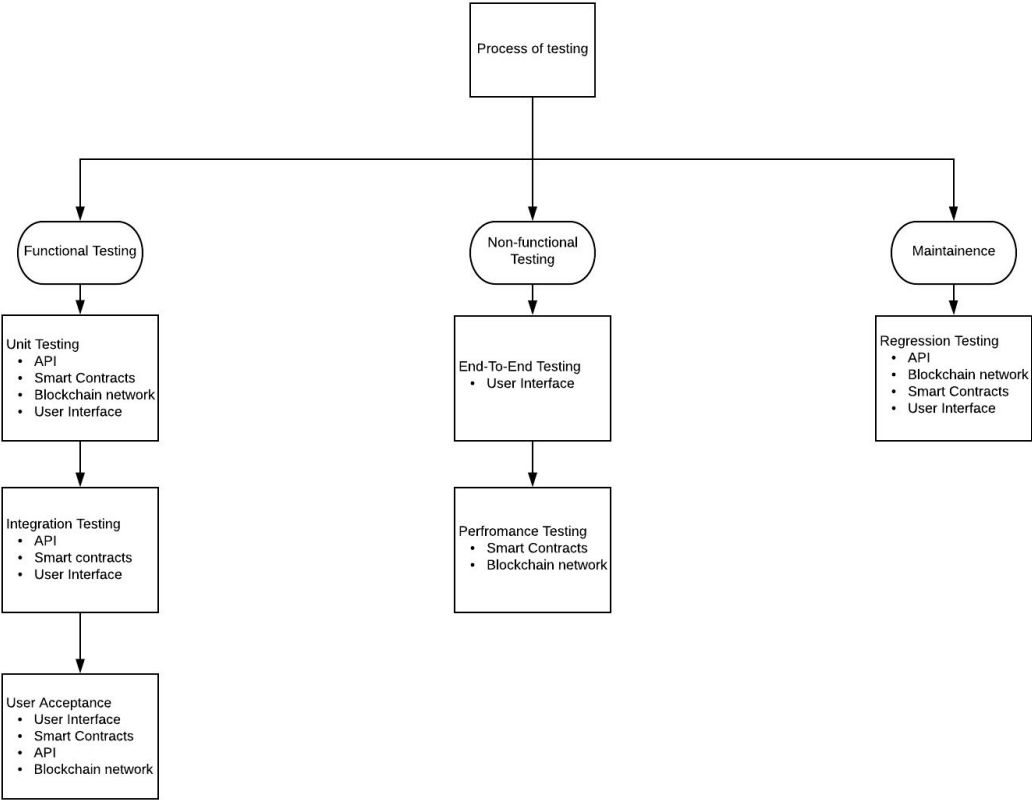 Process of testing
Functional Testing
Non-functional
Testing
Maintainence
Unit Testing
• API
• Smart Contracts
• Blockchain network
• User Interface
End-To-End Testing
• User Interface
Regression Testing
• API
• Blockchain network
• Smart Contracts
• User Interface
Integration Testing
• API
• Smart contracts
• User Interface
Perfromance Testing
• Smart Contracts
• Blockchain network
User Acceptance
• User Interface
• Smart Contracts
• API
• Blockchain network